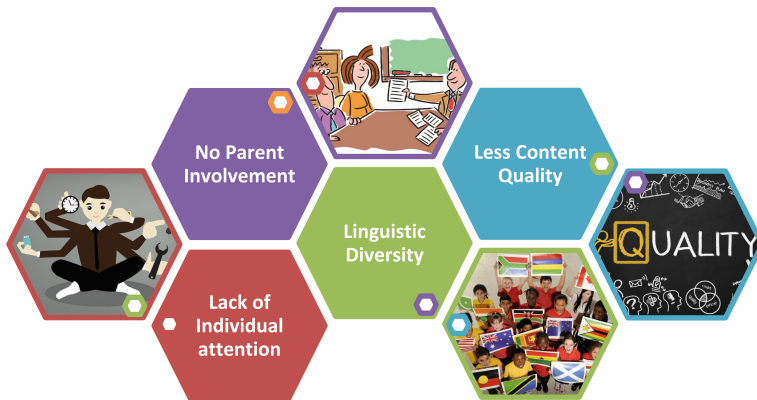 No Parent
Involvement
Less Content
Quality
Linguistic
Diversity
QUALITY
Lack of
Individual
attention